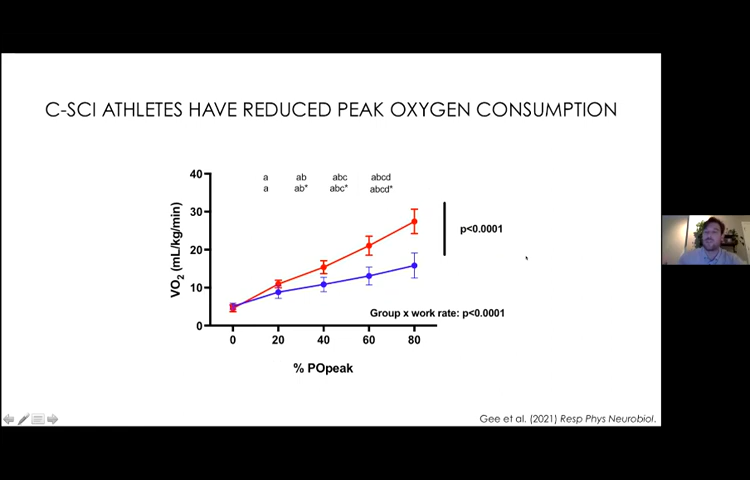 C-SCI ATHLETES HAVE REDUCED PEAK OXYGEN CONSUMPTION
a ab abc abcd
a ab* abc* abcd*
40
30
20
10
0
VO2 (mL/kg/min)
p<0.0001
Group x work rate: p<0.0001
0 20 40 60 80
% POpeak
Gee et al. (2021) Resp Phys Neurobiol.